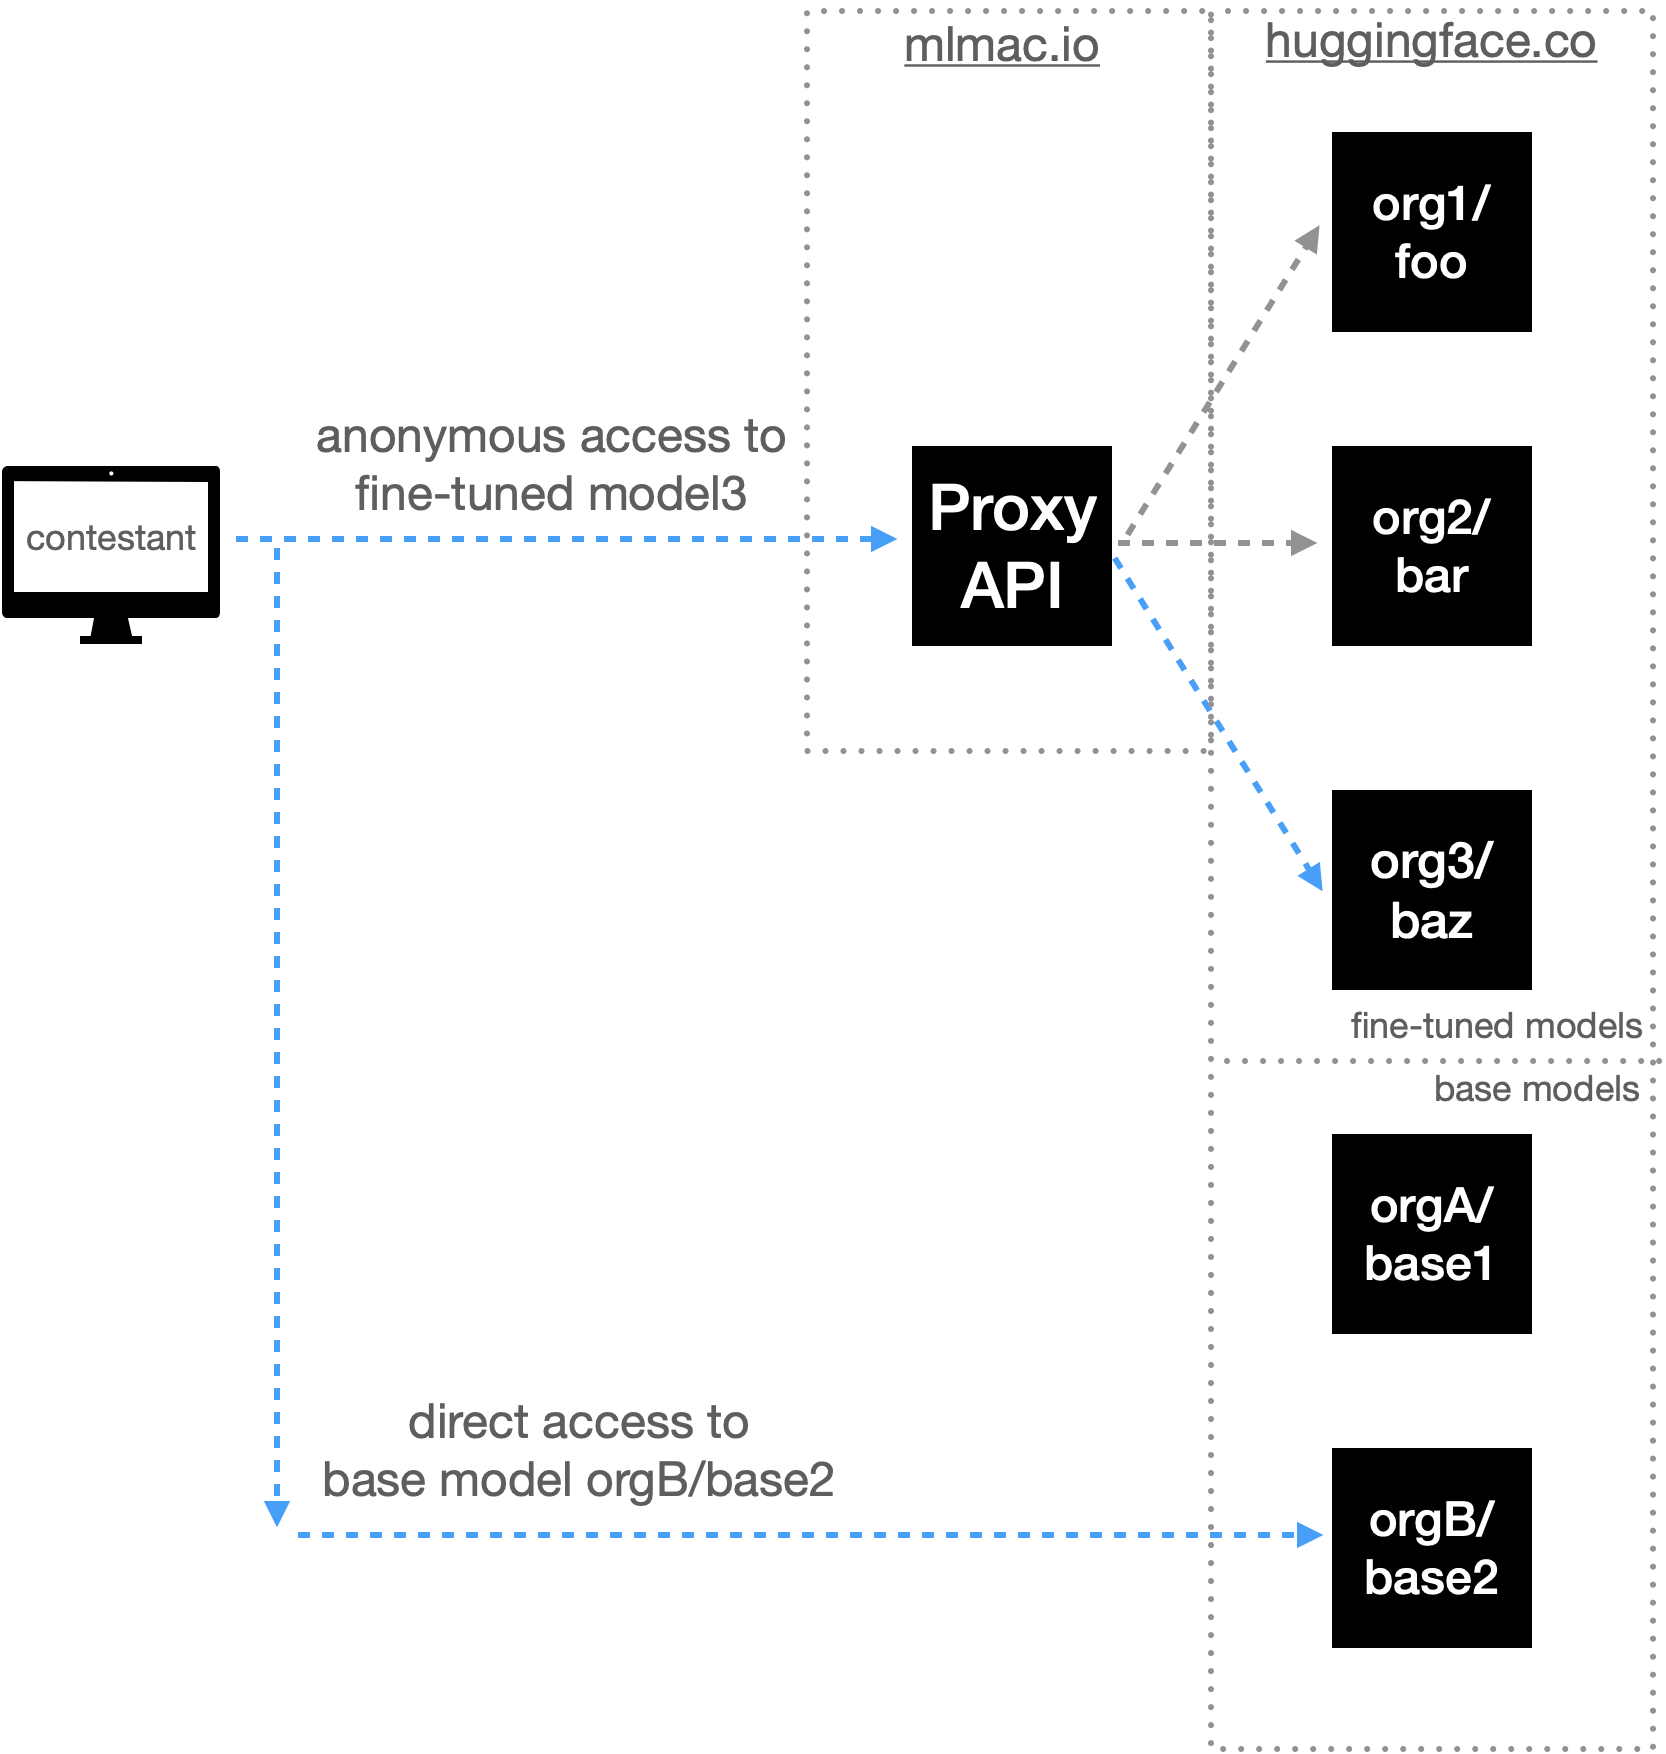 mlmac.io
huggingface.co
org1/
foo
anonymous access to
fine-tuned model3
contestant
Proxy
API
org2/
bar
org3/
baz
fine-tuned models
base models
orgA/
base1
direct access to
base model orgB/base2
orgB/
base2